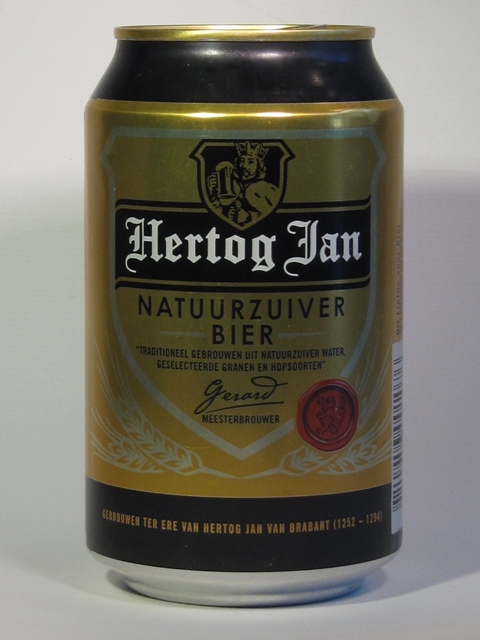 Hertog Jan
NATUURZUIVER
BIER
"TRADITIONEEL GEBROUWEN UIT NATUURZUIVER WATER,
GESELECTEERDE GRANEN EN HOPSOORTEN"
Gerard
MEESTERBROUWER
GEBROUWEN TER ERE VAN HERTOG JAN VAN BRABANT (1252 - 1294)